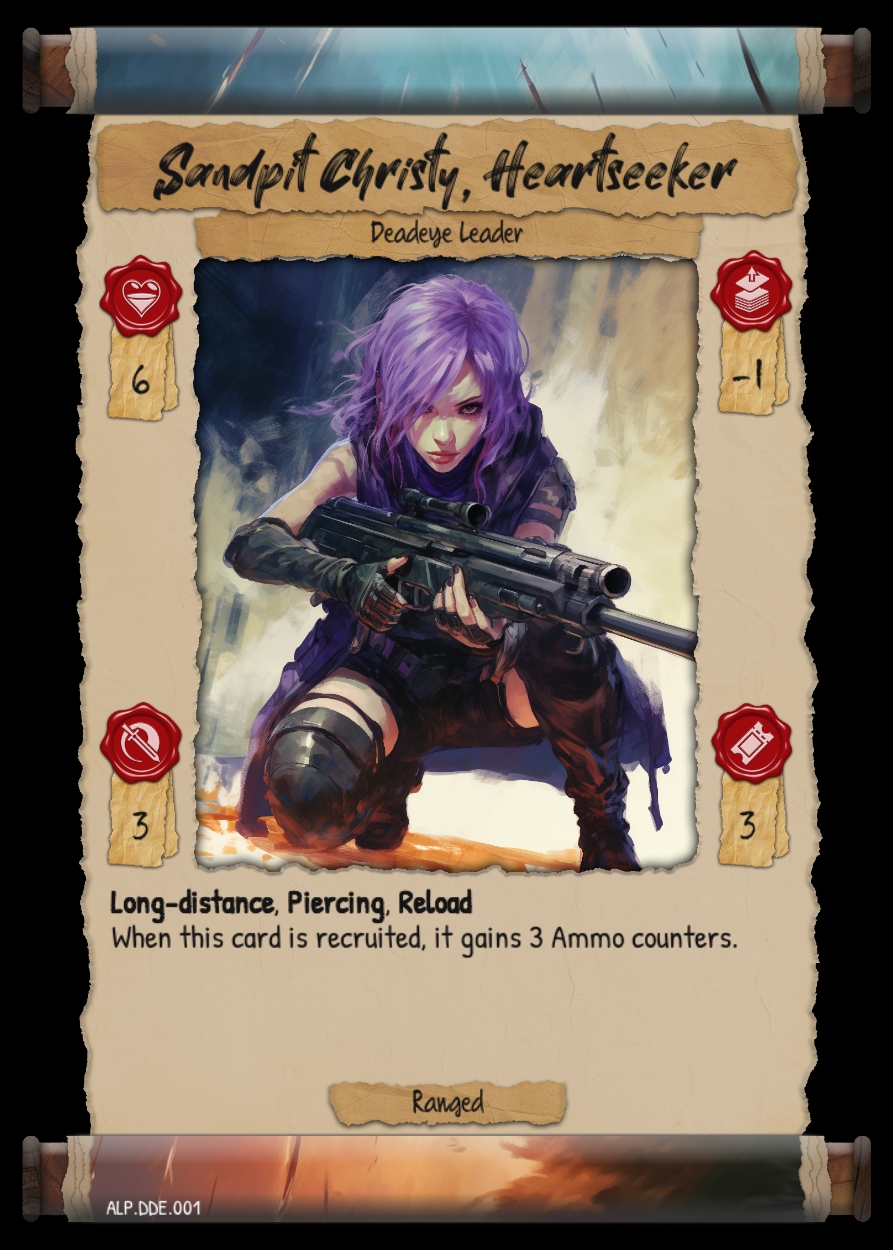 Sandpit Christy, Heartseeker
Deadeye Leader
6
-1
3
3
Long-distance, Piercing, Reload
When this card is recruited, it gains 3 Ammo counters.
Ranged
ALP.DDE.001